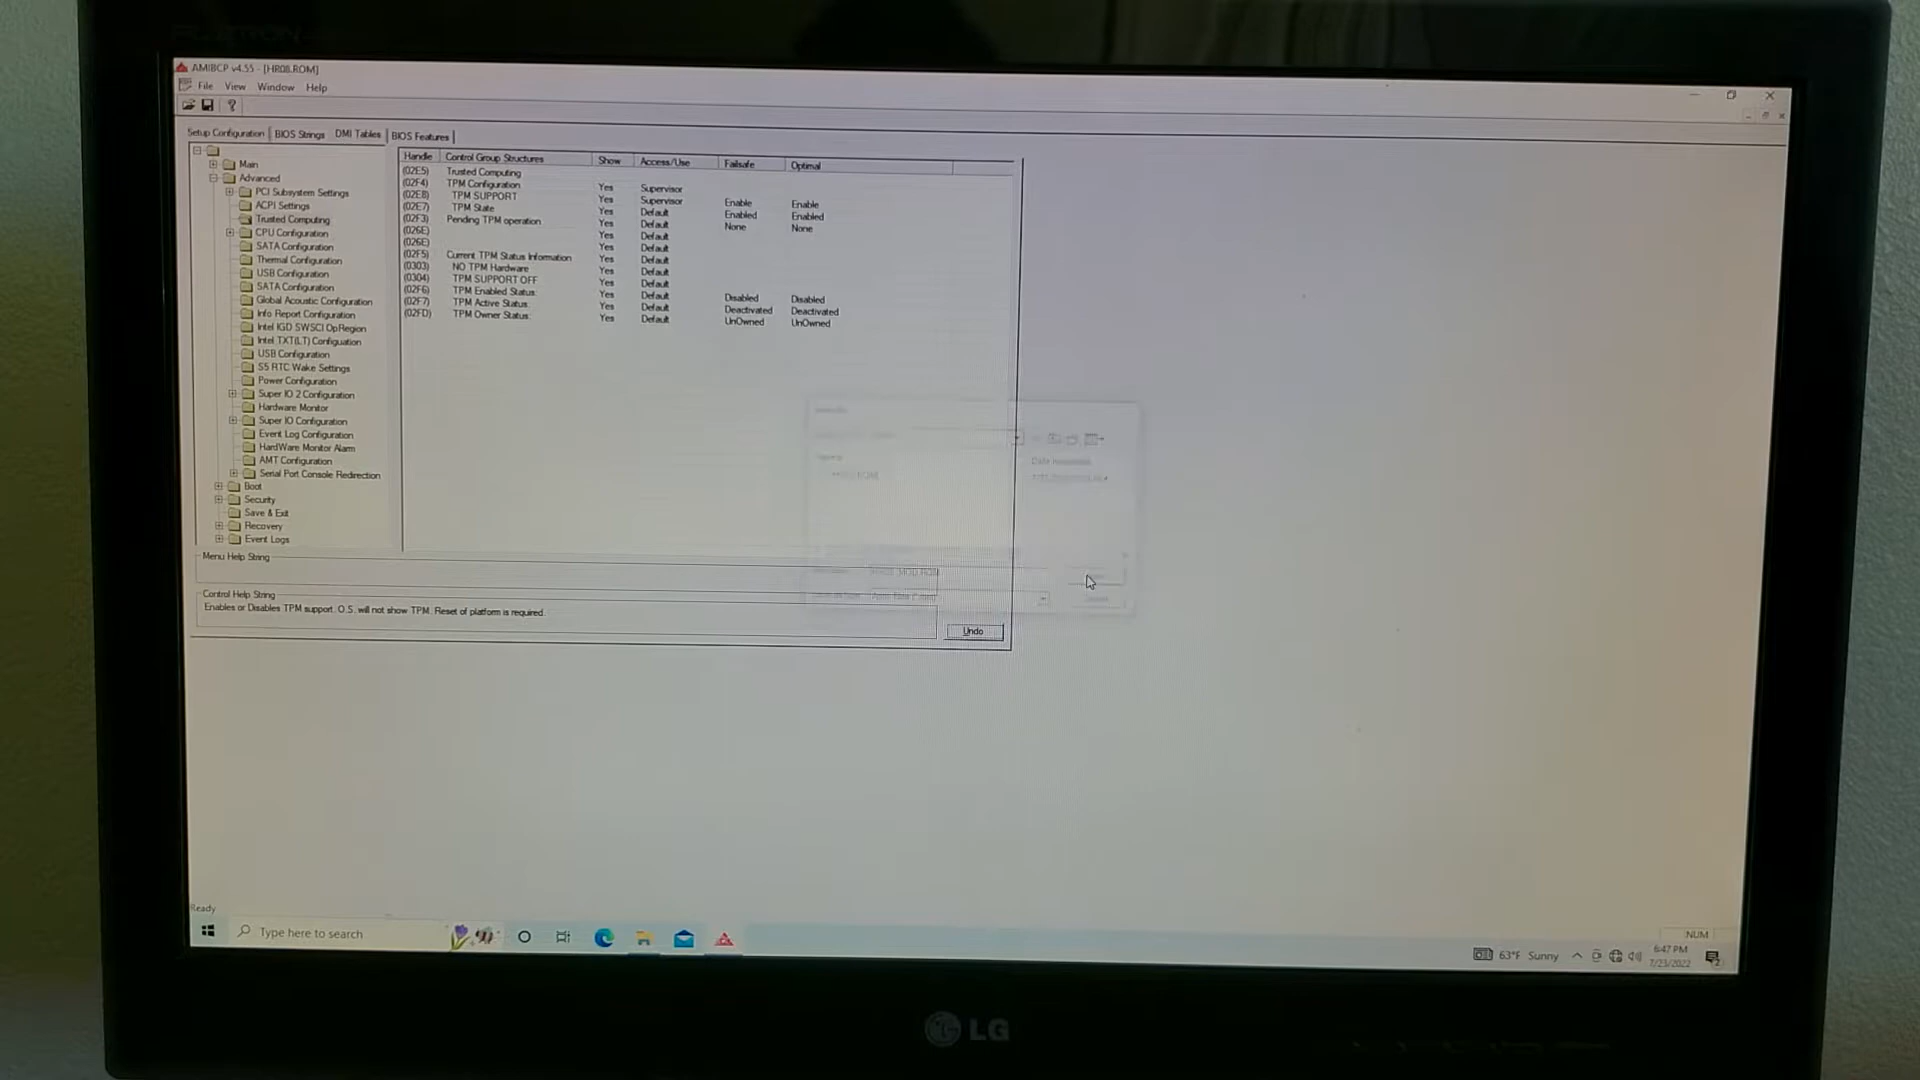 AMIBCP v4.55 - [HR08.ROM]
File View Window Help
Setup Configuration BIOS Strings DMI Tables BIOS Features
Handle Control Group Structures Show Access/Use Failsafe Optimal
(02E5) Trusted Computing
(02F4) TPM Configuration Yes Supervisor
(02E8) TPM SUPPORT Yes Supervisor Enable Enable
(02E7) TPM State Yes Default Enabled Enabled
(02F3) Pending TPM operation Yes Default None None
(026E) Yes Default
(026E) Yes Default
(02F5) Current TPM Status Information Yes Default
(0303) NO TPM Hardware Yes Default
(0304) TPM SUPPORT OFF Yes Default
(02F6) TPM Enabled Status: Yes Default Disabled Disabled
(02F7) TPM Active Status: Yes Default Deactivated Deactivated
(02FD) TPM Owner Status: Yes Default UnOwned UnOwned
Main
Advanced
PCI Subsystem Settings
ACPI Settings
Trusted Computing
CPU Configuration
SATA Configuration
Thermal Configuration
USB Configuration
SATA Configuration
Global Acoustic Configuration
Info Report Configuration
Intel IGD SWSCI OpRegion
Intel TXT(LT) Configuation
USB Configuration
S5 RTC Wake Settings
Power Configuration
Super IO 2 Configuration
Hardware Monitor
Super IO Configuration
Event Log Configuration
HardWare Monitor Alarm
AMT Configuration
Serial Port Console Redirection
Boot
Security
Save & Exit
Recovery
Event Logs
Date modified
Menu Help String
Control Help String
Enables or Disables TPM support. O.S. will not show TPM. Reset of platform is required.
Undo
Ready
NUM
Type here to search
63°F Sunny
6:47 PM
7/23/2022
LG